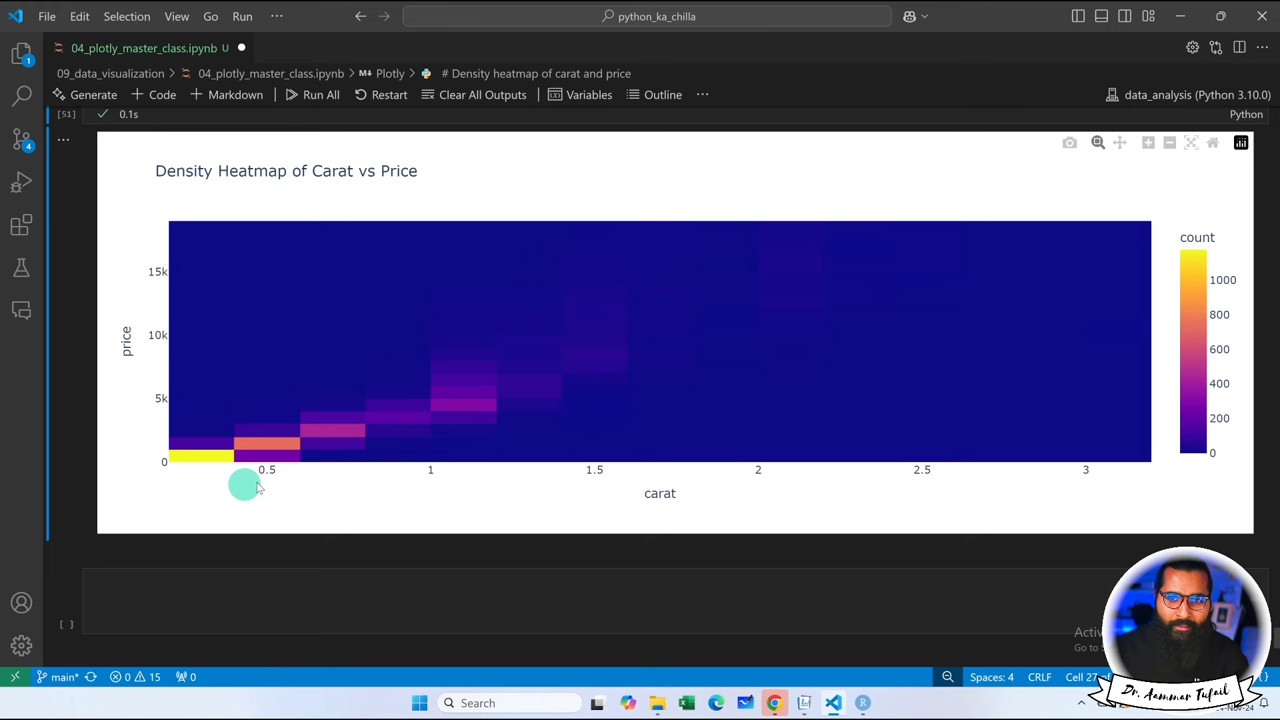 File Edit Selection View Go Run ··· python_ka_chilla
04_plotly_master_class.ipynb U
09_data_visualization > 04_plotly_master_class.ipynb > M↓ Plotly > # Density heatmap of carat and price
Generate + Code + Markdown Run All Restart Clear All Outputs Variables Outline ··· data_analysis (Python 3.10.0)
[51] 0.1s Python
Density Heatmap of Carat vs Price
count
1000
800
600
400
200
0
15k
10k
5k
0
price
0.5 1 1.5 2 2.5 3
carat
[ ]
1
4
main* 0 15 0 Spaces: 4 CRLF
Search
Dr. Aammar Tufail